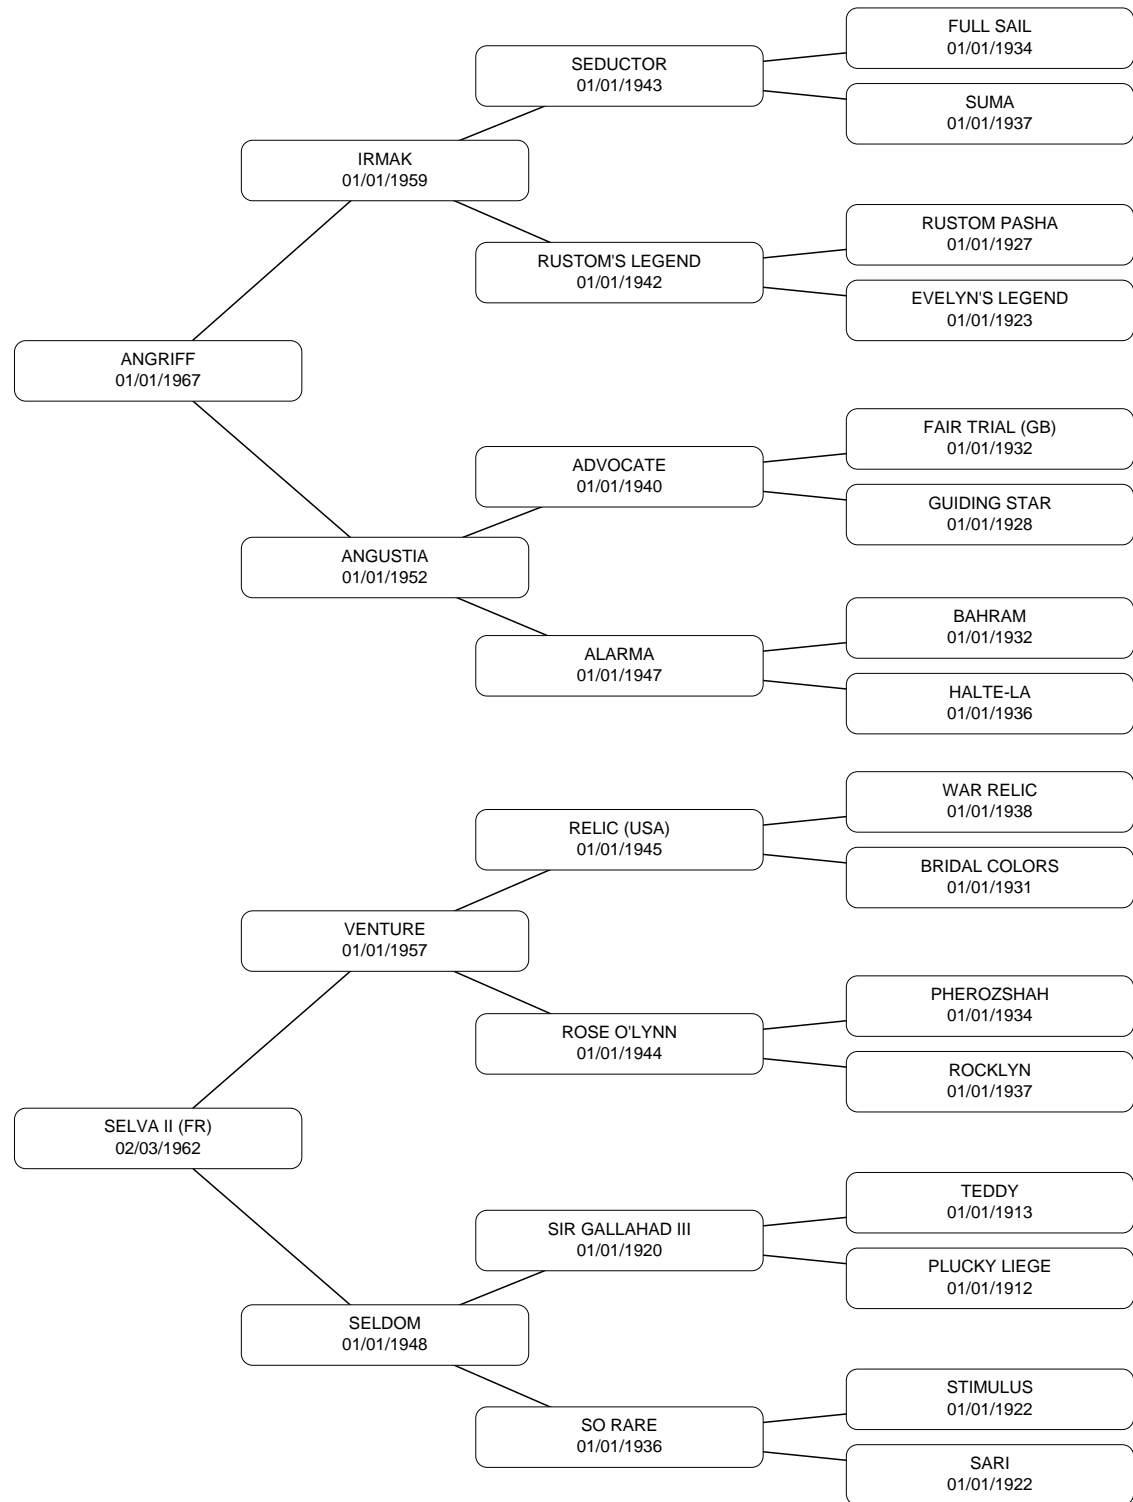 FULL SAIL
01/01/1934
SEDUCTOR
01/01/1943
SUMA
01/01/1937
IRMAK
01/01/1959
RUSTOM PASHA
01/01/1927
RUSTOM'S LEGEND
01/01/1942
EVELYN'S LEGEND
01/01/1923
ANGRIFF
01/01/1967
FAIR TRIAL (GB)
01/01/1932
ADVOCATE
01/01/1940
GUIDING STAR
01/01/1928
ANGUSTIA
01/01/1952
BAHRAM
01/01/1932
ALARMA
01/01/1947
HALTE-LA
01/01/1936
WAR RELIC
01/01/1938
RELIC (USA)
01/01/1945
BRIDAL COLORS
01/01/1931
VENTURE
01/01/1957
PHEROZSHAH
01/01/1934
ROSE O'LYNN
01/01/1944
ROCKLYN
01/01/1937
SELVA II (FR)
02/03/1962
TEDDY
01/01/1913
SIR GALLAHAD III
01/01/1920
PLUCKY LIEGE
01/01/1912
SELDOM
01/01/1948
STIMULUS
01/01/1922
SO RARE
01/01/1936
SARI
01/01/1922